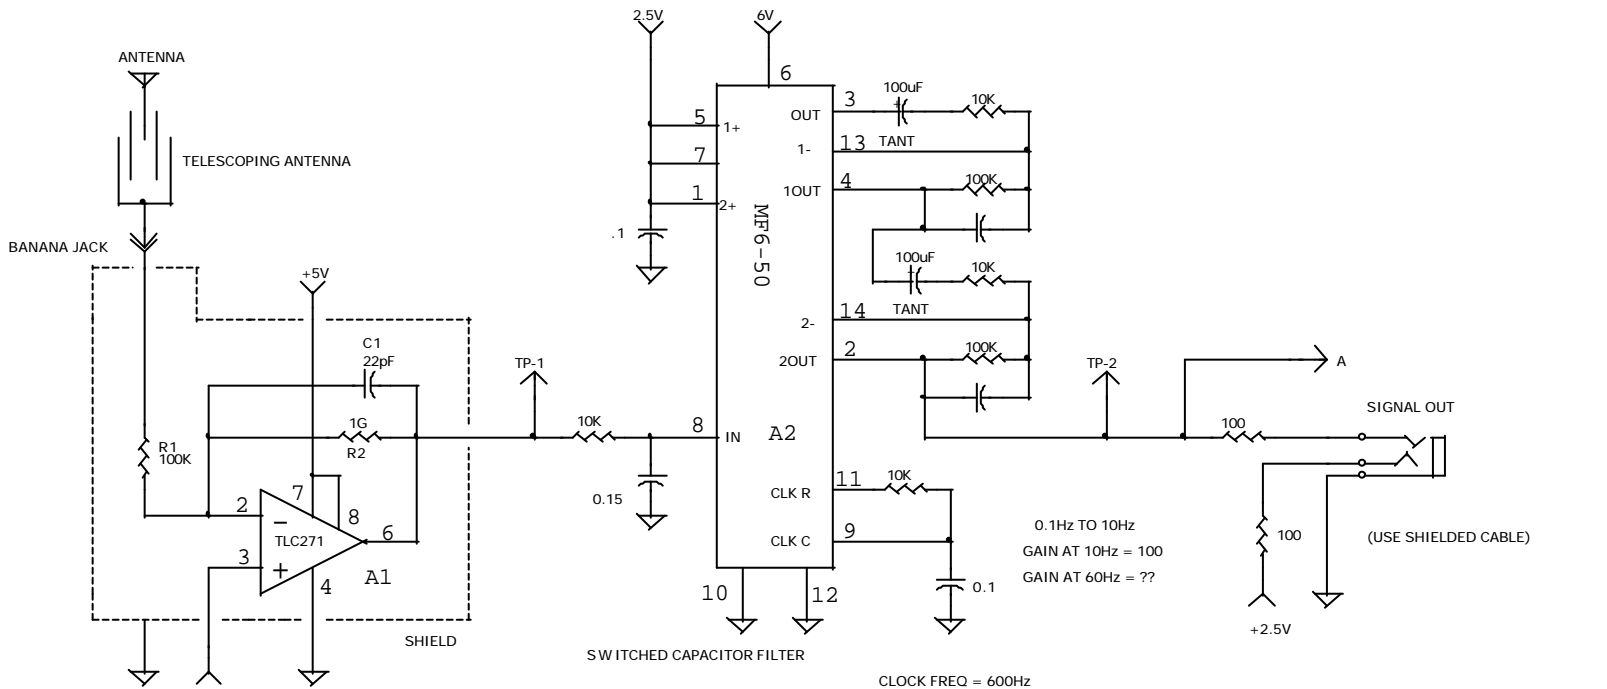 2.5V
6V
ANTENNA
TELESCOPING ANTENNA
BANANA JACK
+5V
C1
22pF
1G
R2
R1
100K
2
7
8
6
TLC271
3
4
A1
SHIELD
TP-1
10K
0.15
.1
6
5
1+
7
1
2+
MF6-50
8
IN
A2
OUT
3
100uF
10K
1-
13
TANT
1OUT
4
100K
100uF
10K
2-
14
TANT
2OUT
2
100K
CLK R
11
10K
CLK C
9
0.1
10
12
SWITCHED CAPACITOR FILTER
CLOCK FREQ = 600Hz
0.1Hz TO 10Hz
GAIN AT 10Hz = 100
GAIN AT 60Hz = ??
TP-2
A
100
SIGNAL OUT
100
+2.5V
(USE SHIELDED CABLE)